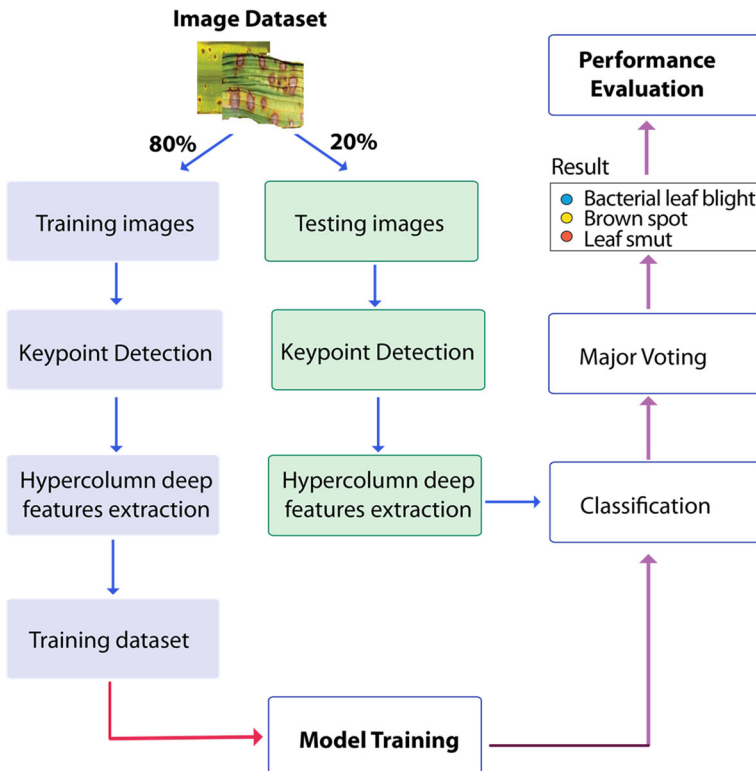 Image Dataset
80%
20%
Training images
Keypoint Detection
Hypercolumn deep
features extraction
Training dataset
Testing images
Keypoint Detection
Hypercolumn deep
features extraction
Model Training
Classification
Major Voting
Result
Bacterial leaf blight
Brown spot
Leaf smut
Performance
Evaluation